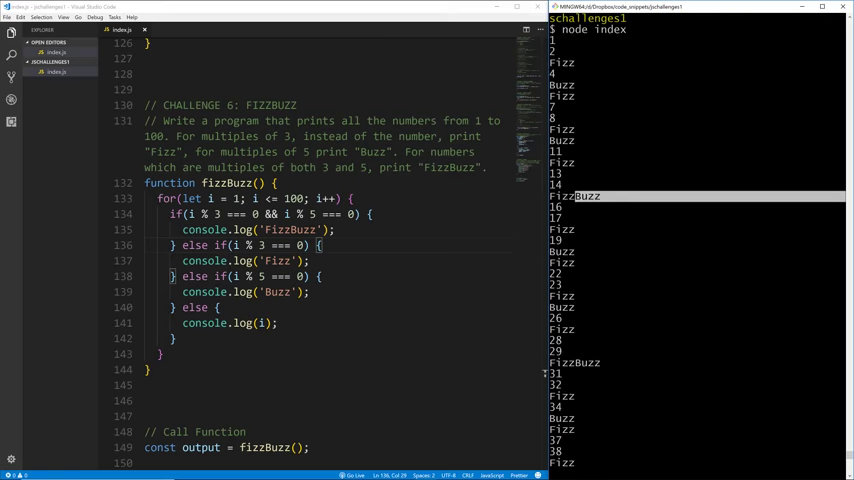 index.js - jschallenges1 - Visual Studio Code
File Edit Selection View Go Debug Tasks Help
EXPLORER
OPEN EDITORS
index.js
JSCHALLENGES1
index.js
index.js
126 }
127
128
129
130 // CHALLENGE 6: FIZZBUZZ
131 // Write a program that prints all the numbers from 1 to
100. For multiples of 3, instead of the number, print
"Fizz", for multiples of 5 print "Buzz". For numbers
which are multiples of both 3 and 5, print "FizzBuzz".
132 function fizzBuzz() {
133 for(let i = 1; i <= 100; i++) {
134 if(i % 3 === 0 && i % 5 === 0) {
135 console.log('FizzBuzz');
136 } else if(i % 3 === 0) {
137 console.log('Fizz');
138 } else if(i % 5 === 0) {
139 console.log('Buzz');
140 } else {
141 console.log(i);
142 }
143 }
144 }
145
146
147
148 // Call Function
149 const output = fizzBuzz();
150
0 0
Go Live Ln 136, Col 29 Spaces: 2 UTF-8 CRLF JavaScript Prettier
MINGW64:/d/Dropbox/code_snippets/jschallenges1
schallenges1
$ node index
1
2
Fizz
4
Buzz
Fizz
7
8
Fizz
Buzz
11
Fizz
13
14
FizzBuzz
16
17
Fizz
19
Buzz
Fizz
22
23
Fizz
Buzz
26
Fizz
28
29
FizzBuzz
31
32
Fizz
34
Buzz
Fizz
37
38
Fizz